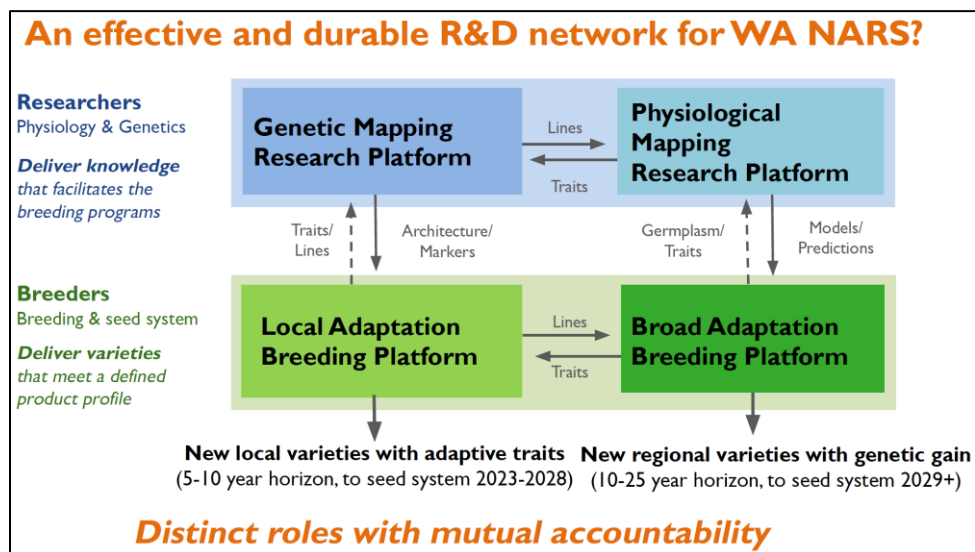 An effective and durable R&D network for WA NARS?
Researchers
Physiology & Genetics
Deliver knowledge
that facilitates the
breeding programs
Genetic Mapping
Research Platform
Lines
Traits
Physiological
Mapping
Research Platform
Traits/
Lines
Architecture/
Markers
Germplasm/
Traits
Models/
Predictions
Breeders
Breeding & seed system
Deliver varieties
that meet a defined
product profile
Local Adaptation
Breeding Platform
Lines
Traits
Broad Adaptation
Breeding Platform
New local varieties with adaptive traits
(5-10 year horizon, to seed system 2023-2028)
New regional varieties with genetic gain
(10-25 year horizon, to seed system 2029+)
Distinct roles with mutual accountability